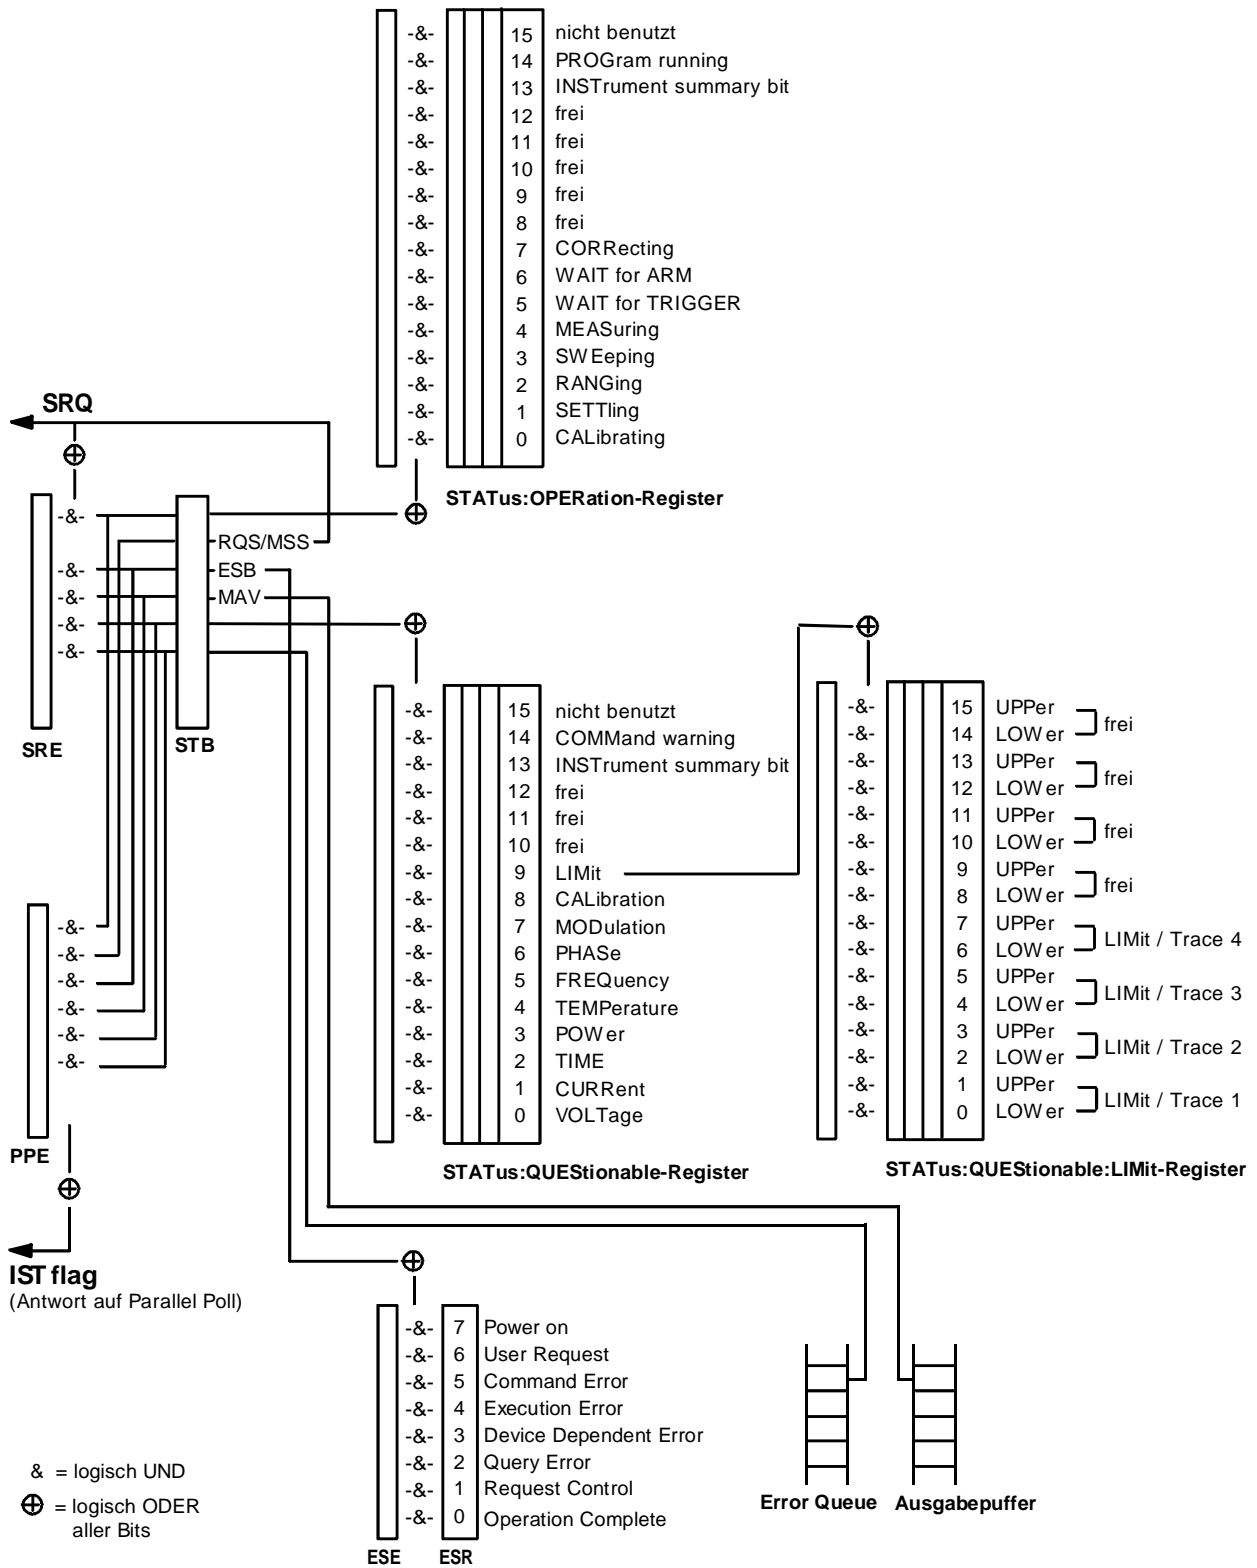 -&- 15 nicht benutzt
-&- 14 PROGram running
-&- 13 INSTrument summary bit
-&- 12 frei
-&- 11 frei
-&- 10 frei
-&- 9 frei
-&- 8 frei
-&- 7 CORRecting
-&- 6 WAIT for ARM
-&- 5 WAIT for TRIGGER
-&- 4 MEASuring
-&- 3 SWEeping
-&- 2 RANGing
-&- 1 SETTling
-&- 0 CALibrating
STATus:OPERation-Register
SRQ
-&-
RQS/MSS
-&- ESB
-&- MAV
-&-
-&-
SRE
STB
-&- 15 nicht benutzt
-&- 14 COMMand warning
-&- 13 INSTrument summary bit
-&- 12 frei
-&- 11 frei
-&- 10 frei
-&- 9 LIMit
-&- 8 CALibration
-&- 7 MODulation
-&- 6 PHASe
-&- 5 FREQuency
-&- 4 TEMPerature
-&- 3 POWer
-&- 2 TIME
-&- 1 CURRent
-&- 0 VOLTage
STATus:QUEStionable-Register
-&- 15 UPPer
-&- 14 LOWer
frei
-&- 13 UPPer
-&- 12 LOWer
frei
-&- 11 UPPer
-&- 10 LOWer
frei
-&- 9 UPPer
-&- 8 LOWer
frei
-&- 7 UPPer
-&- 6 LOWer
LIMit / Trace 4
-&- 5 UPPer
-&- 4 LOWer
LIMit / Trace 3
-&- 3 UPPer
-&- 2 LOWer
LIMit / Trace 2
-&- 1 UPPer
-&- 0 LOWer
LIMit / Trace 1
STATus:QUEStionable:LIMit-Register
-&-
-&-
-&-
-&-
-&-
-&-
PPE
IST flag
(Antwort auf Parallel Poll)
-&- 7 Power on
-&- 6 User Request
-&- 5 Command Error
-&- 4 Execution Error
-&- 3 Device Dependent Error
-&- 2 Query Error
-&- 1 Request Control
-&- 0 Operation Complete
ESE ESR
Error Queue
Ausgabepuffer
& = logisch UND
⊕ = logisch ODER
aller Bits